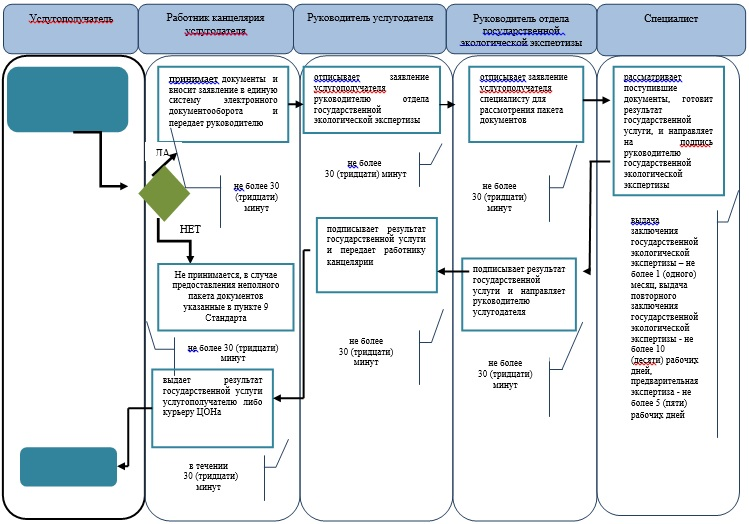 Услугополучатель
Работник канцелярия
услугодателя
Руководитель услугодателя
Руководитель отдела
государственной
экологической экспертизы
Специалист
принимает документы и
вносит заявление в единую
систему электронного
документооборота и
передает руководителю
отписывает заявление
услугополучателя
руководителю отдела
государственной
экологической экспертизы
отписывает заявление
услугополучателя
специалисту для
рассмотрения пакета
документов
рассматривает
поступившие
документы, готовит
результат
государственной
услуги, и направляет
на подпись
руководителю
государственной
экологической
экспертизы
ДА
не более 30
(тридцати)
минут
не более
30 (тридцати)
минут
не более
30 (тридцати)
минут
НЕТ
Не принимается, в случае
предоставления неполного
пакета документов
указанные в пункте 9
Стандарта
подписывает результат
государственной услуги
и передает работнику
канцелярии
подписывает результат
государственной
услуги и направляет
руководителю
услугодателя
выдача
заключения
государственной
экологической
экспертизы – не
более 1 (одного)
месяц, выдача
повторного
заключения
государственной
экологической
экспертизы - не
более 10
(десяти) рабочих
дней,
предварительная
экспертиза - не
более 5 (пяти)
рабочих дней
не более 30 (тридцати)
минут
не более
30 (тридцати)
минут
не более
30 (тридцати)
минут
выдает результат
государственной услуги
услугополучателю либо
курьеру ЦОНа
в течении
30 (тридцати)
минут